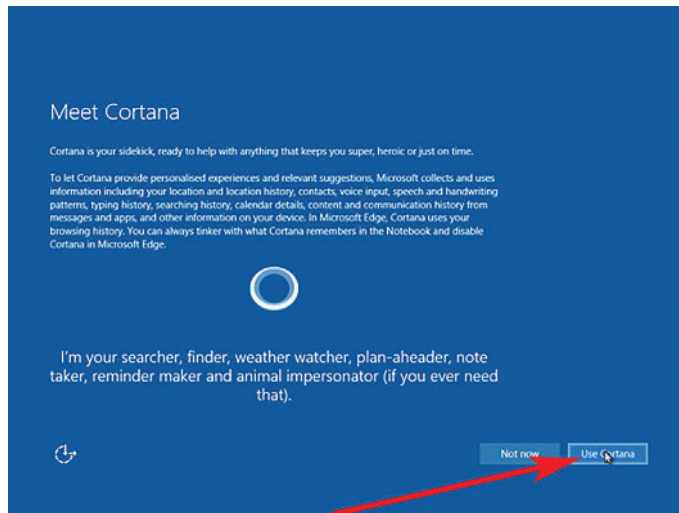 Meet Cortana
Cortana is your sidekick, ready to help with anything that keeps you super, heroic or just on time.
To let Cortana provide personalised experiences and relevant suggestions, Microsoft collects and uses
information including your location and location history, contacts, voice input, speech and handwriting
patterns, typing history, searching history, calendar details, content and communication history from
messages and apps, and other information on your device. In Microsoft Edge, Cortana uses your
browsing history. You can always tinker with what Cortana remembers in the Notebook and disable
Cortana in Microsoft Edge.
I'm your searcher, finder, weather watcher, plan-aheader, note
taker, reminder maker and animal impersonator (if you ever need
that).
Not now
Use Cortana